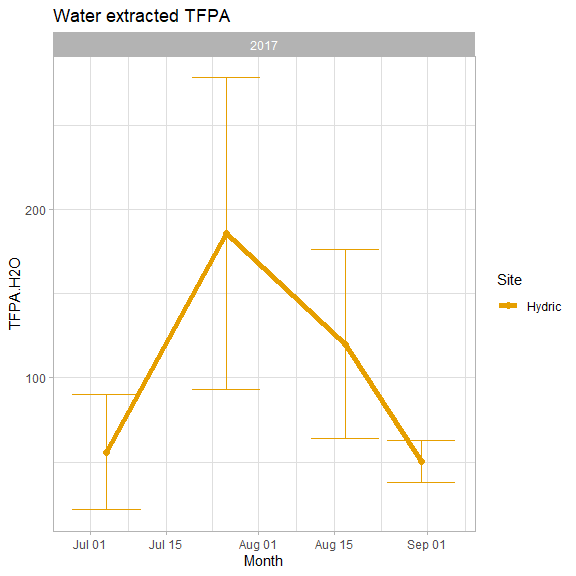 Water extracted TFPA
2017
TFPA.H2O
200
100
Jul 01
Jul 15
Aug 01
Aug 15
Sep 01
Month
Site
Hydric